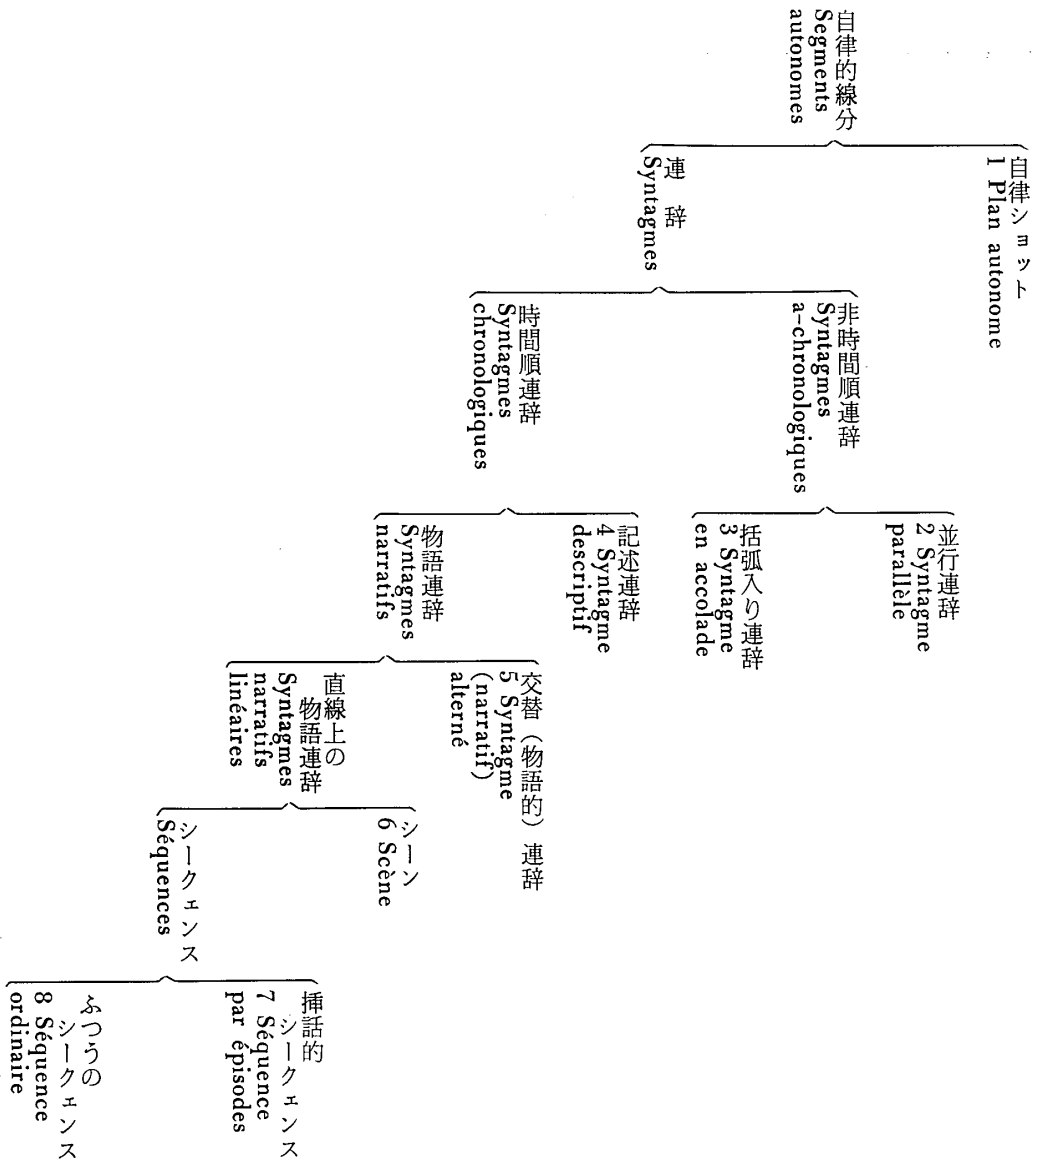 自律的線分
Segments
autonomes
自律ショット
1 Plan autonome
連 辞
Syntagmes
非時間順連辞
Syntagmes
a-chronologiques
並行連辞
2 Syntagme
parallèle
括弧入り連辞
3 Syntagme
en accolade
時間順連辞
Syntagmes
chronologiques
記述連辞
4 Syntagme
descriptif
物語連辞
Syntagmes
narratifs
交替（物語的）連辞
5 Syntagme
(narratif)
alterné
直線上の
物語連辞
Syntagmes
narratifs
linéaires
シーン
6 Scène
シークェンス
Séquences
挿話的
シークェンス
7 Séquence
par épisodes
ふつうの
シークェンス
8 Séquence
ordinaire